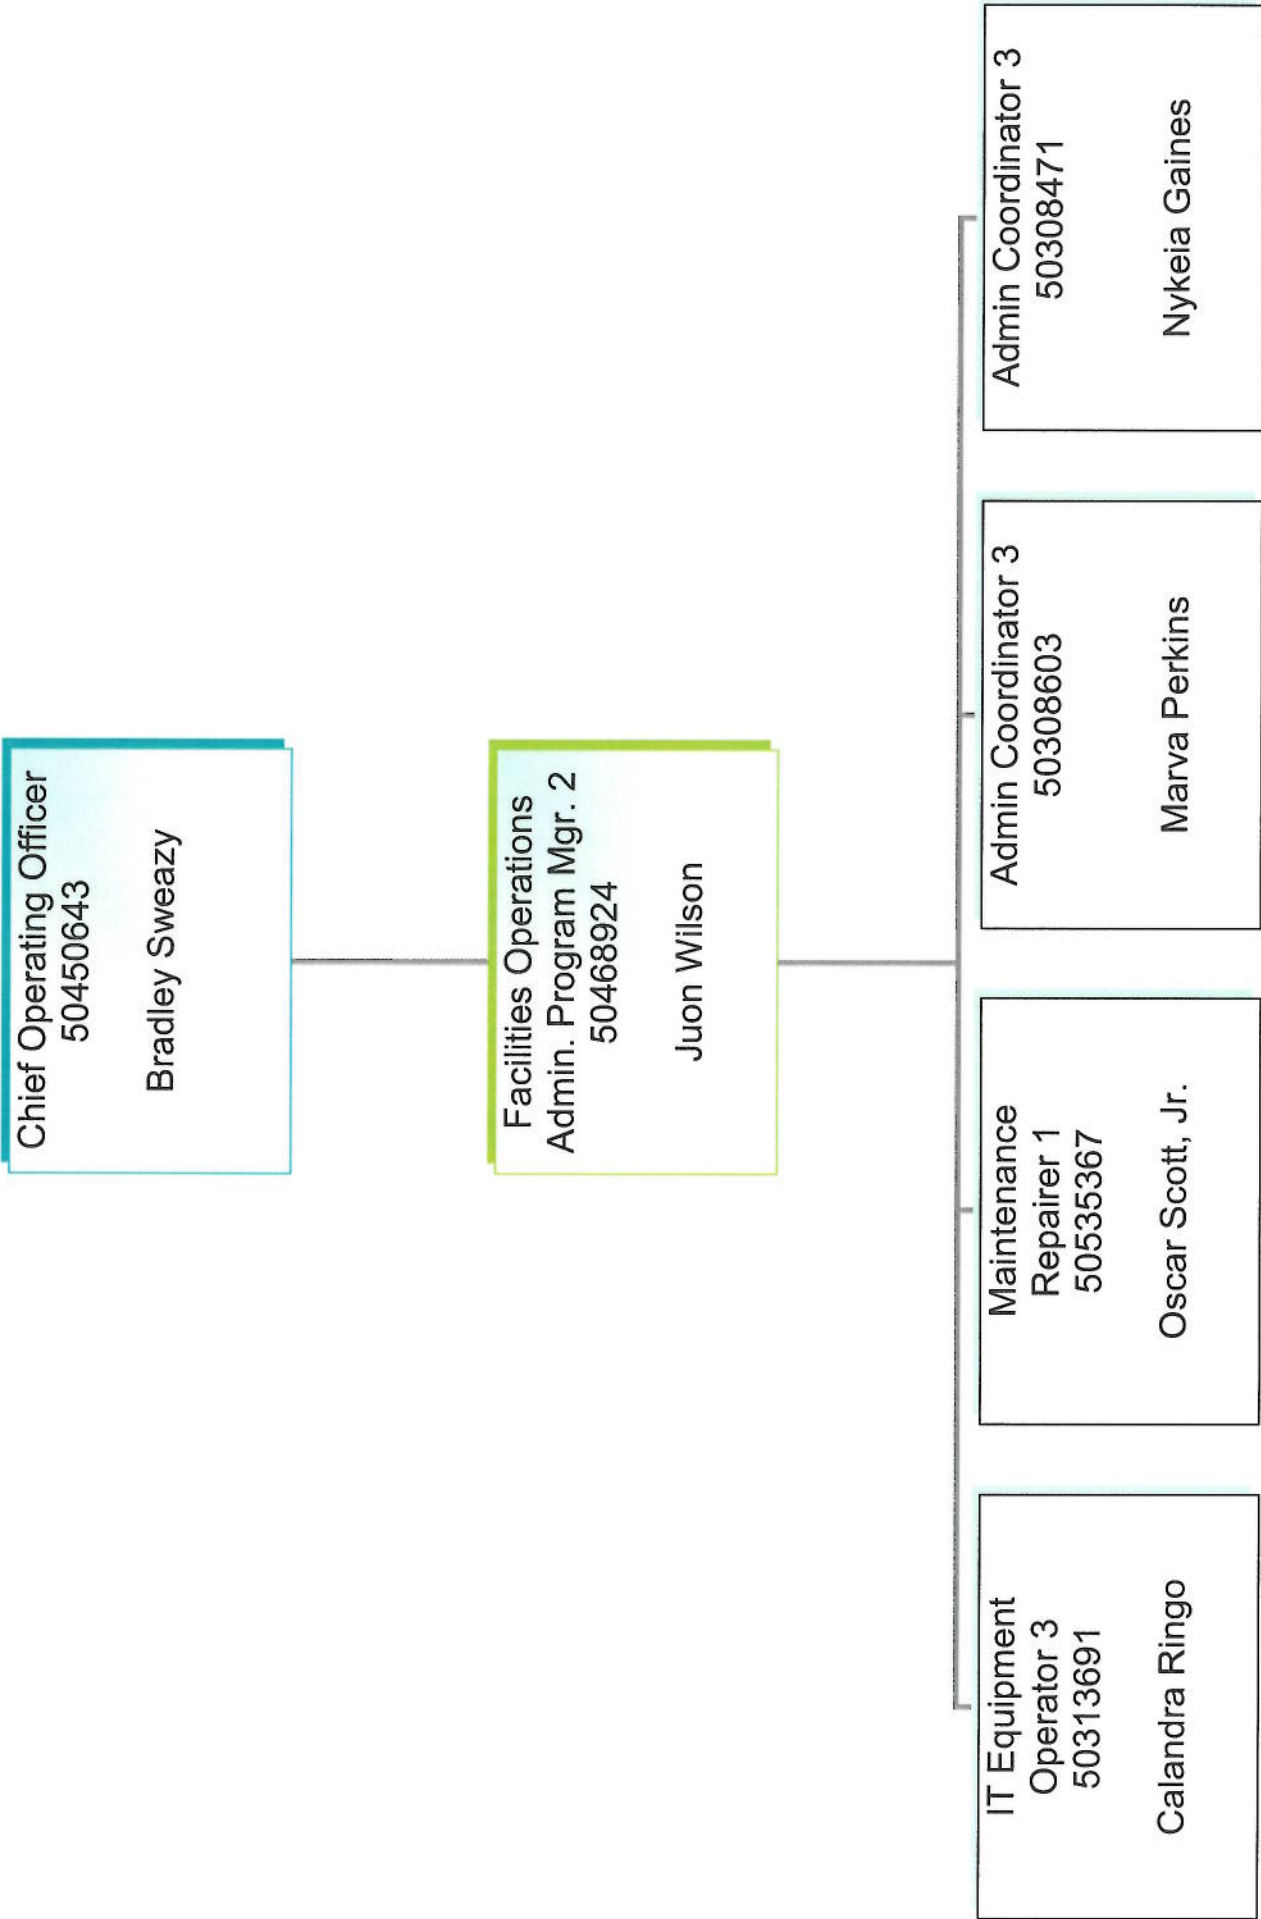 Chief Operating Officer
50450643
Bradley Sweazy
Facilities Operations
Admin. Program Mgr. 2
50468924
Juon Wilson
IT Equipment
Operator 3
50313691
Calandra Ringo
Maintenance
Repairer 1
50535367
Oscar Scott, Jr.
Admin Coordinator 3
50308603
Marva Perkins
Admin Coordinator 3
50308471
Nykeia Gaines